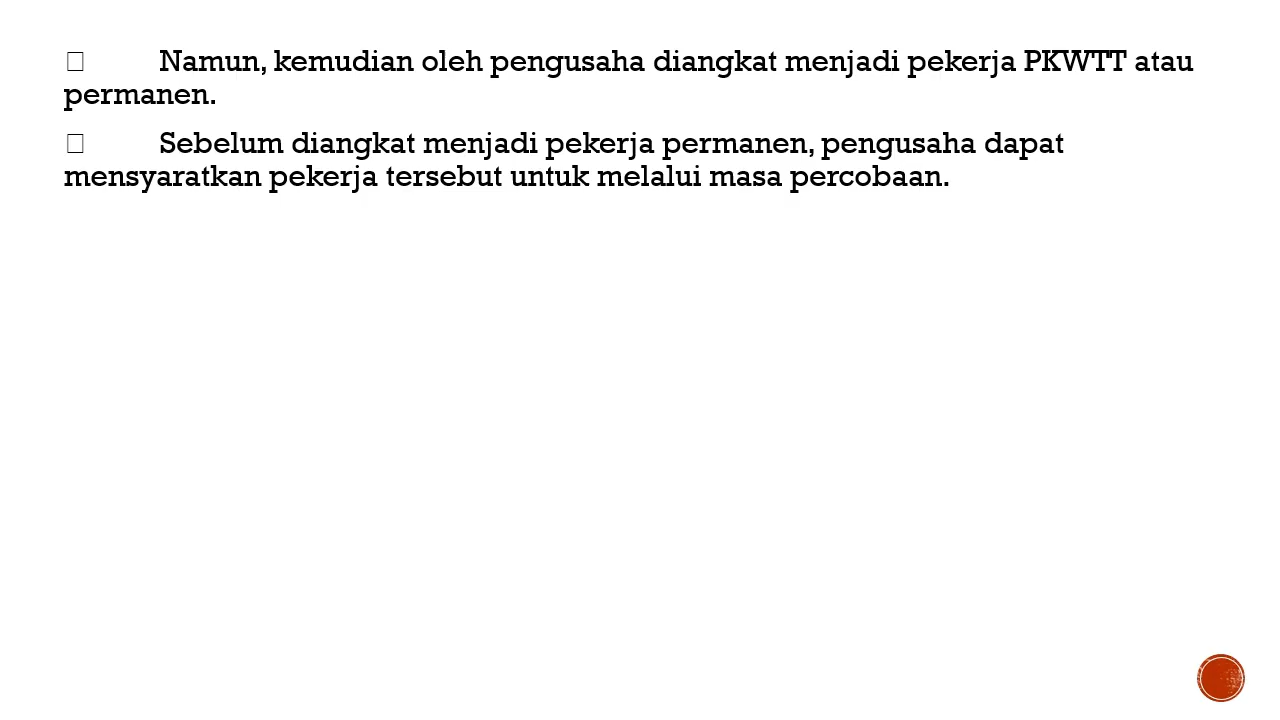 □ Namun, kemudian oleh pengusaha diangkat menjadi pekerja PKWTT atau
permanen.
□ Sebelum diangkat menjadi pekerja permanen, pengusaha dapat
mensyaratkan pekerja tersebut untuk melalui masa percobaan.